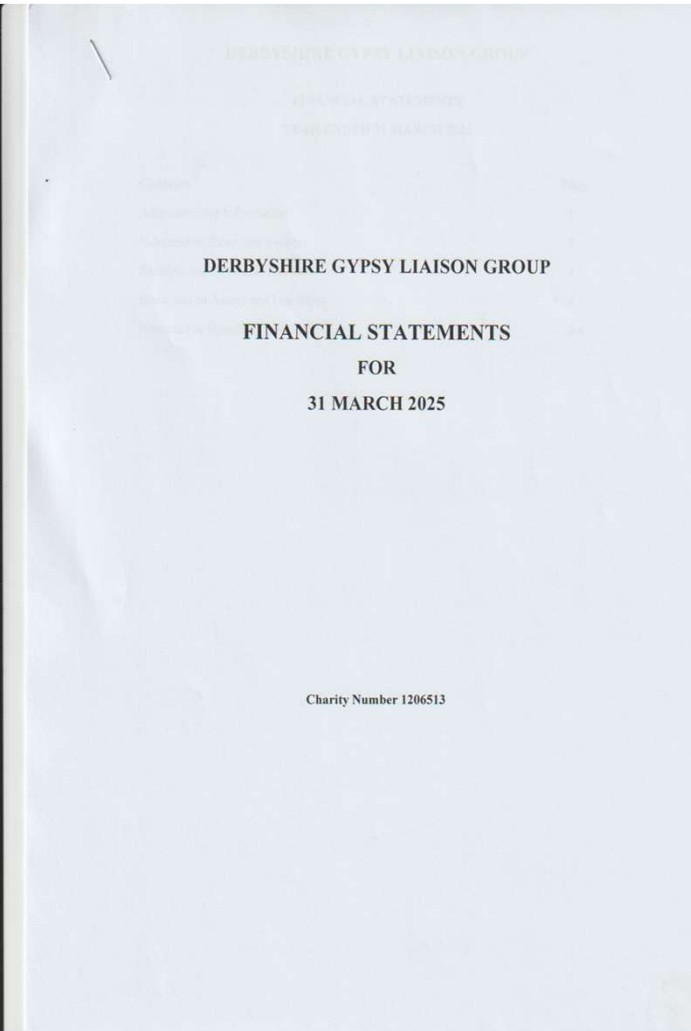 DERBYSHIRE GYPSY LIAISON GROUP
FINANCIAL STATEMENTS
FOR
31 MARCH 2025
Charity Number 1206513